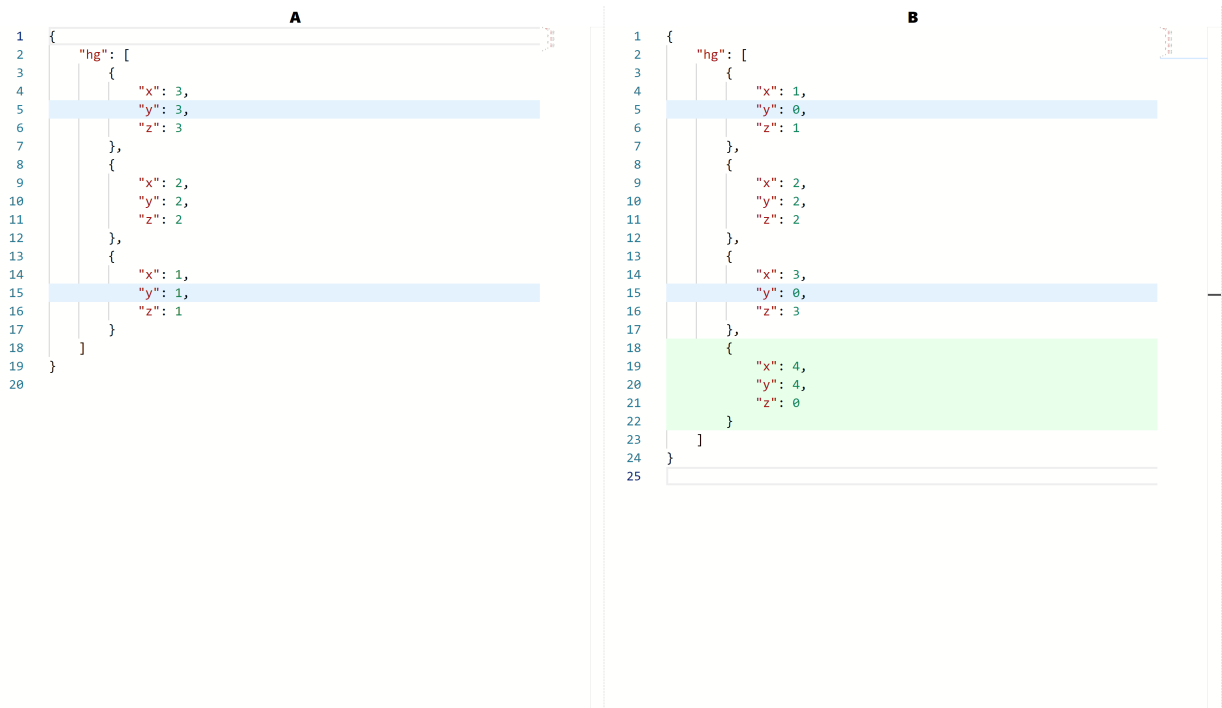 A
1 {
2     "hg": [
3         {
4             "x": 3,
5             "y": 3,
6             "z": 3
7         },
8         {
9             "x": 2,
10             "y": 2,
11             "z": 2
12         },
13         {
14             "x": 1,
15             "y": 1,
16             "z": 1
17         }
18     ]
19 }
20
B
1 {
2     "hg": [
3         {
4             "x": 1,
5             "y": 0,
6             "z": 1
7         },
8         {
9             "x": 2,
10             "y": 2,
11             "z": 2
12         },
13         {
14             "x": 3,
15             "y": 0,
16             "z": 3
17         },
18         {
19             "x": 4,
20             "y": 4,
21             "z": 0
22         }
23     ]
24 }
25